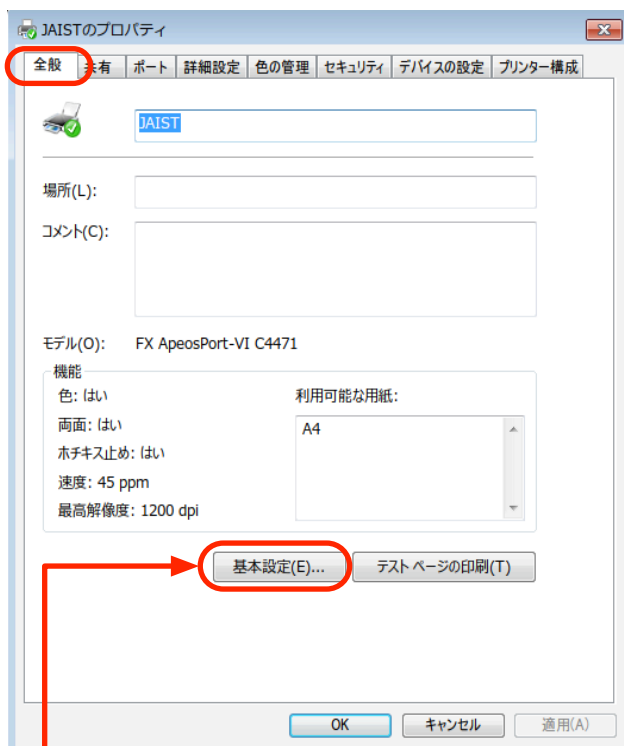 JAISTのプロパティ
全般 共有 ポート 詳細設定 色の管理 セキュリティ デバイスの設定 プリンター構成
JAIST
場所(L):
コメント(C):
モデル(O): FX ApeosPort-VI C4471
機能
色: はい 利用可能な用紙:
両面: はい A4
ホチキス止め: はい
速度: 45 ppm
最高解像度: 1200 dpi
基本設定(E)... テスト ページの印刷(T)
OK キャンセル 適用(A)